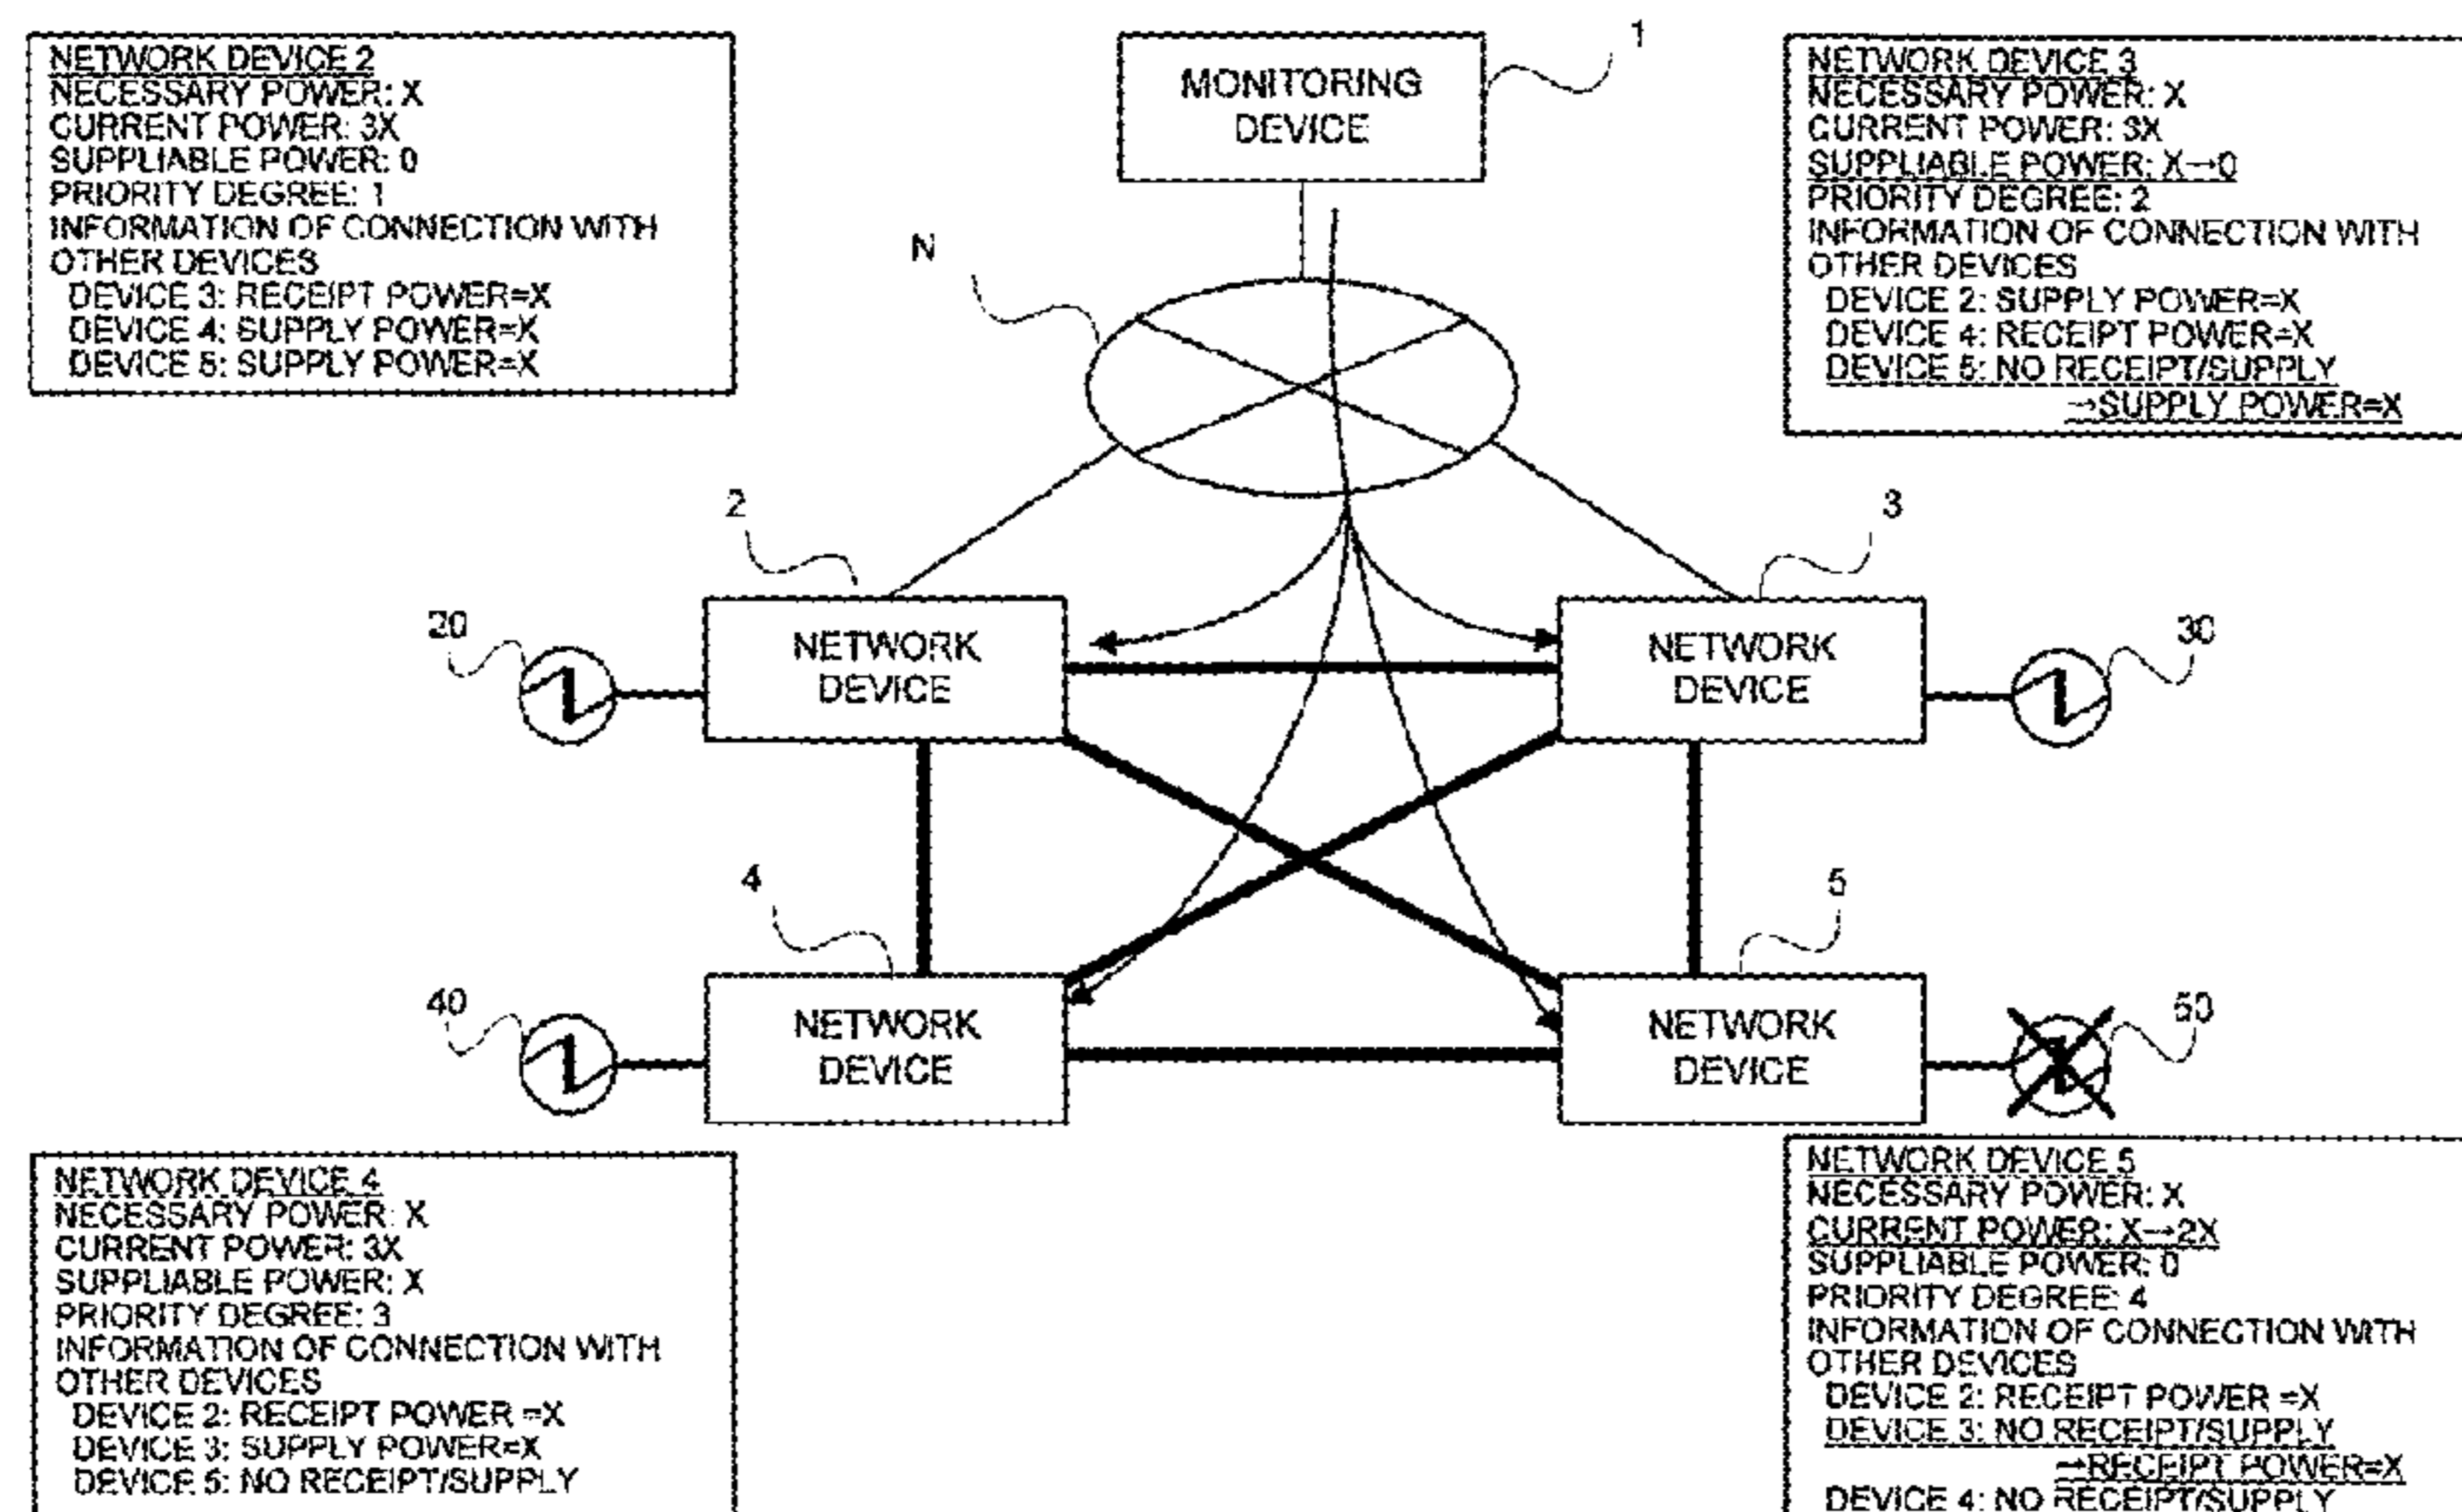 NETWORK DEVICE 2
NECESSARY POWER: X
CURRENT POWER: 3X
SUPPLIABLE POWER: 0
PRIORITY DEGREE: 1
INFORMATION OF CONNECTION WITH
OTHER DEVICES
DEVICE 3: RECEIPT POWER=X
DEVICE 4: SUPPLY POWER=X
DEVICE 5: SUPPLY POWER=X
MONITORING
DEVICE
1
N
NETWORK DEVICE 3
NECESSARY POWER: X
CURRENT POWER: 3X
SUPPLIABLE POWER: X→0
PRIORITY DEGREE: 2
INFORMATION OF CONNECTION WITH
OTHER DEVICES
DEVICE 2: SUPPLY POWER=X
DEVICE 4: RECEIPT POWER=X
DEVICE 5: NO RECEIPT/SUPPLY
→SUPPLY POWER=X
2
3
20
NETWORK
DEVICE
NETWORK
DEVICE
30
4
5
40
NETWORK
DEVICE
NETWORK
DEVICE
50
NETWORK DEVICE 4
NECESSARY POWER: X
CURRENT POWER: 3X
SUPPLIABLE POWER: X
PRIORITY DEGREE: 3
INFORMATION OF CONNECTION WITH
OTHER DEVICES
DEVICE 2: RECEIPT POWER =X
DEVICE 3: SUPPLY POWER=X
DEVICE 5: NO RECEIPT/SUPPLY
NETWORK DEVICE 5
NECESSARY POWER: X
CURRENT POWER: X→2X
SUPPLIABLE POWER: 0
PRIORITY DEGREE: 4
INFORMATION OF CONNECTION WITH
OTHER DEVICES
DEVICE 2: RECEIPT POWER =X
DEVICE 3: NO RECEIPT/SUPPLY
→RECEIPT POWER=X
DEVICE 4: NO RECEIPT/SUPPLY